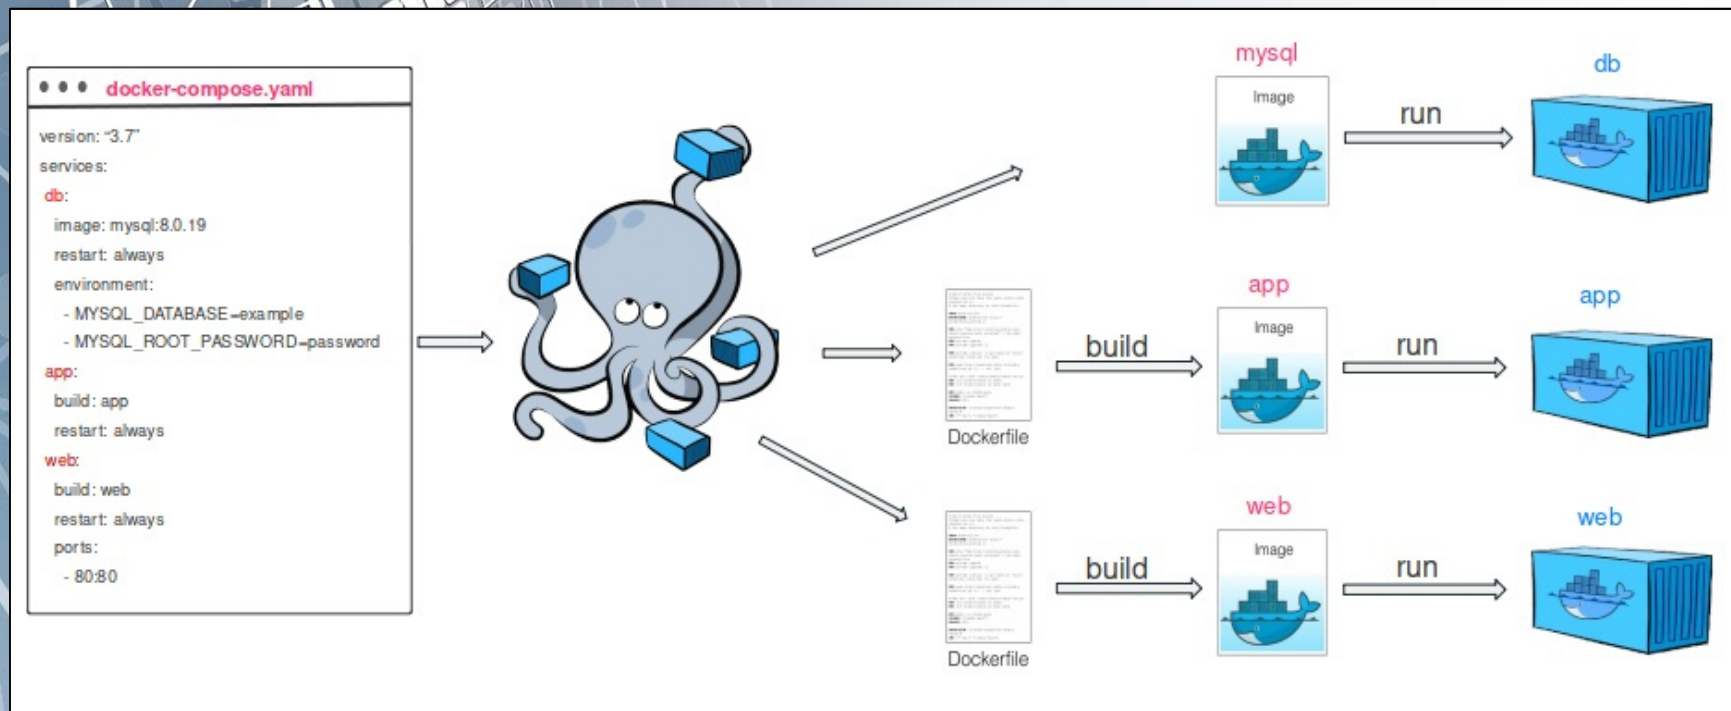 docker-compose.yaml
version: “3.7”
services:
db:
image: mysql:8.0.19
restart: always
environment:
- MYSQL_DATABASE=example
- MYSQL_ROOT_PASSWORD=password
app:
build: app
restart: always
web:
build: web
restart: always
ports:
- 80:80
mysql
Image
run
db
Dockerfile
build
app
Image
run
app
Dockerfile
build
web
Image
run
web